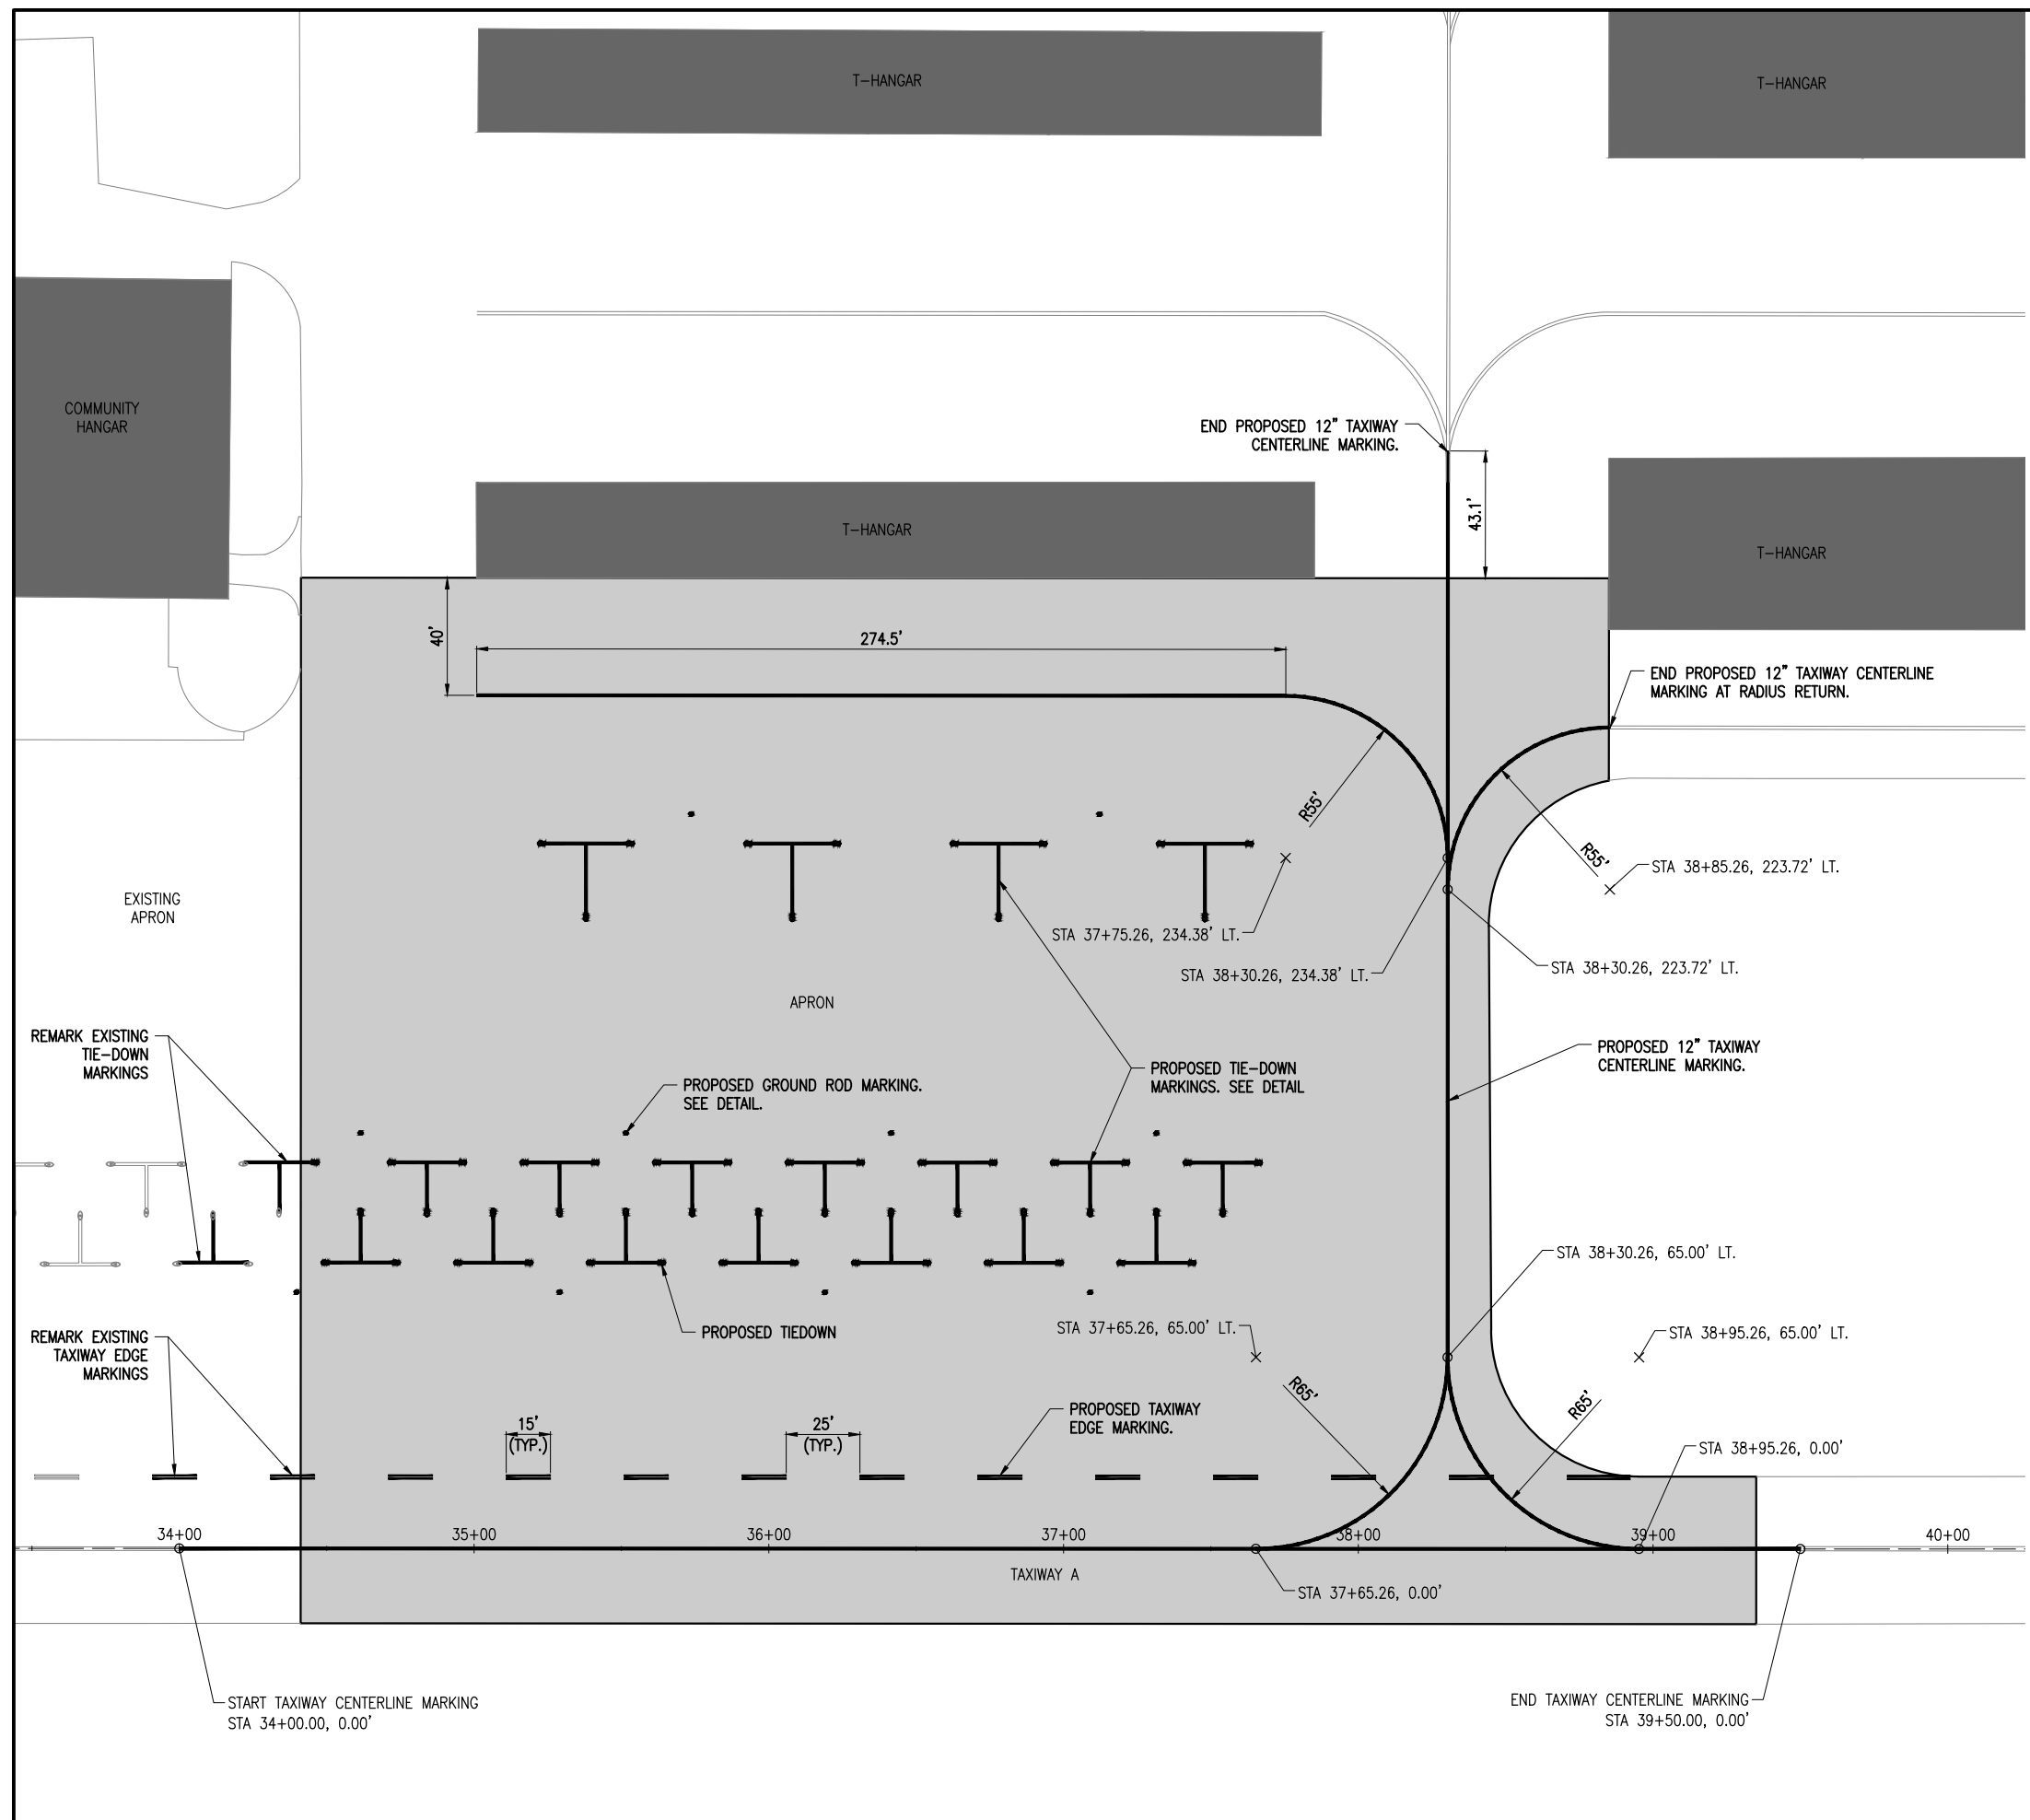 T-HANGAR
T-HANGAR
COMMUNITY
HANGAR
END PROPOSED 12" TAXIWAY
CENTERLINE MARKING.
43.1'
T-HANGAR
T-HANGAR
40'
274.5'
END PROPOSED 12" TAXIWAY CENTERLINE
MARKING AT RADIUS RETURN.
R55'
R55'
STA 38+85.26, 223.72' LT.
EXISTING
APRON
STA 37+75.26, 234.38' LT.
STA 38+30.26, 234.38' LT.
STA 38+30.26, 223.72' LT.
APRON
REMARK EXISTING
TIE-DOWN
MARKINGS
PROPOSED GROUND ROD MARKING.
SEE DETAIL.
PROPOSED TIE-DOWN
MARKINGS. SEE DETAIL
PROPOSED 12" TAXIWAY
CENTERLINE MARKING.
STA 38+30.26, 65.00' LT.
REMARK EXISTING
TAXIWAY EDGE
MARKINGS
PROPOSED TIEDOWN
STA 37+65.26, 65.00' LT.
STA 38+95.26, 65.00' LT.
R65'
R65'
15'
(TYP.)
25'
(TYP.)
PROPOSED TAXIWAY
EDGE MARKING.
STA 38+95.26, 0.00'
34+00
35+00
36+00
37+00
38+00
39+00
40+00
TAXIWAY A
STA 37+65.26, 0.00'
START TAXIWAY CENTERLINE MARKING
STA 34+00.00, 0.00'
END TAXIWAY CENTERLINE MARKING
STA 39+50.00, 0.00'